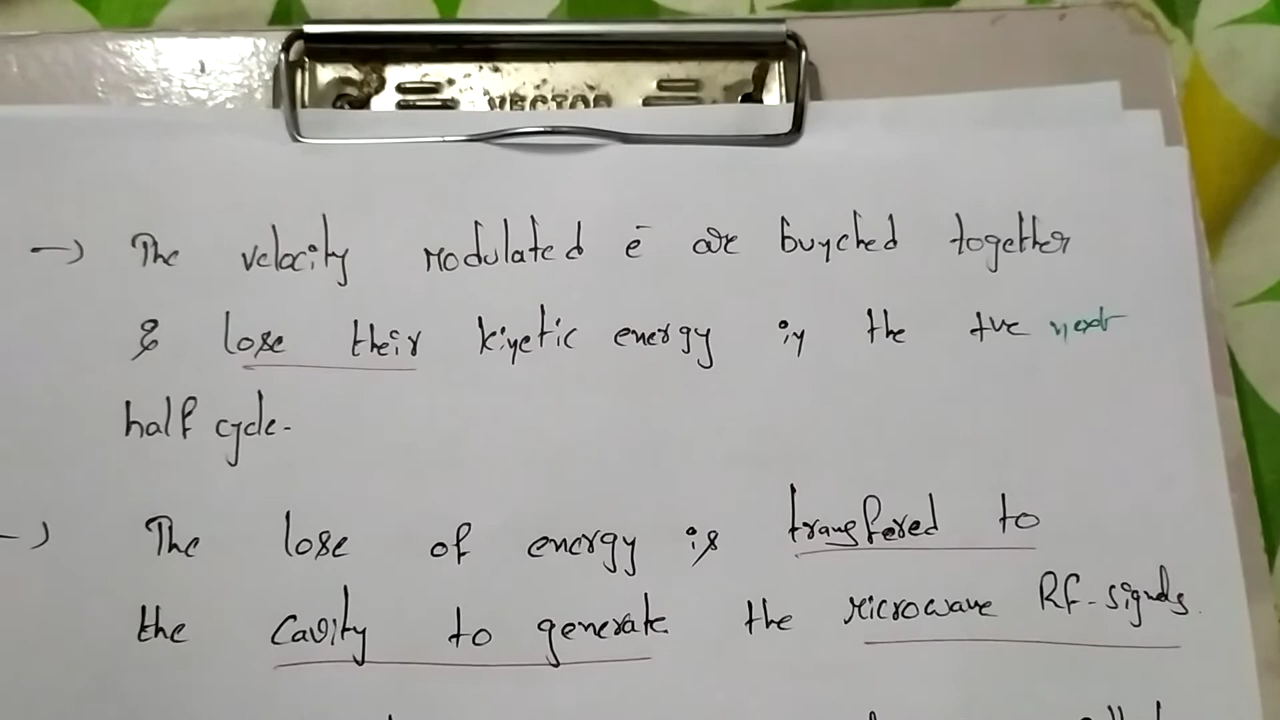 VECTOR
→ The velocity modulated ē are bunched together
& lose their kinetic energy in the +ve next
half cycle.
→ The lose of energy is transfered to
the cavity to generate the microwave RF-signals.